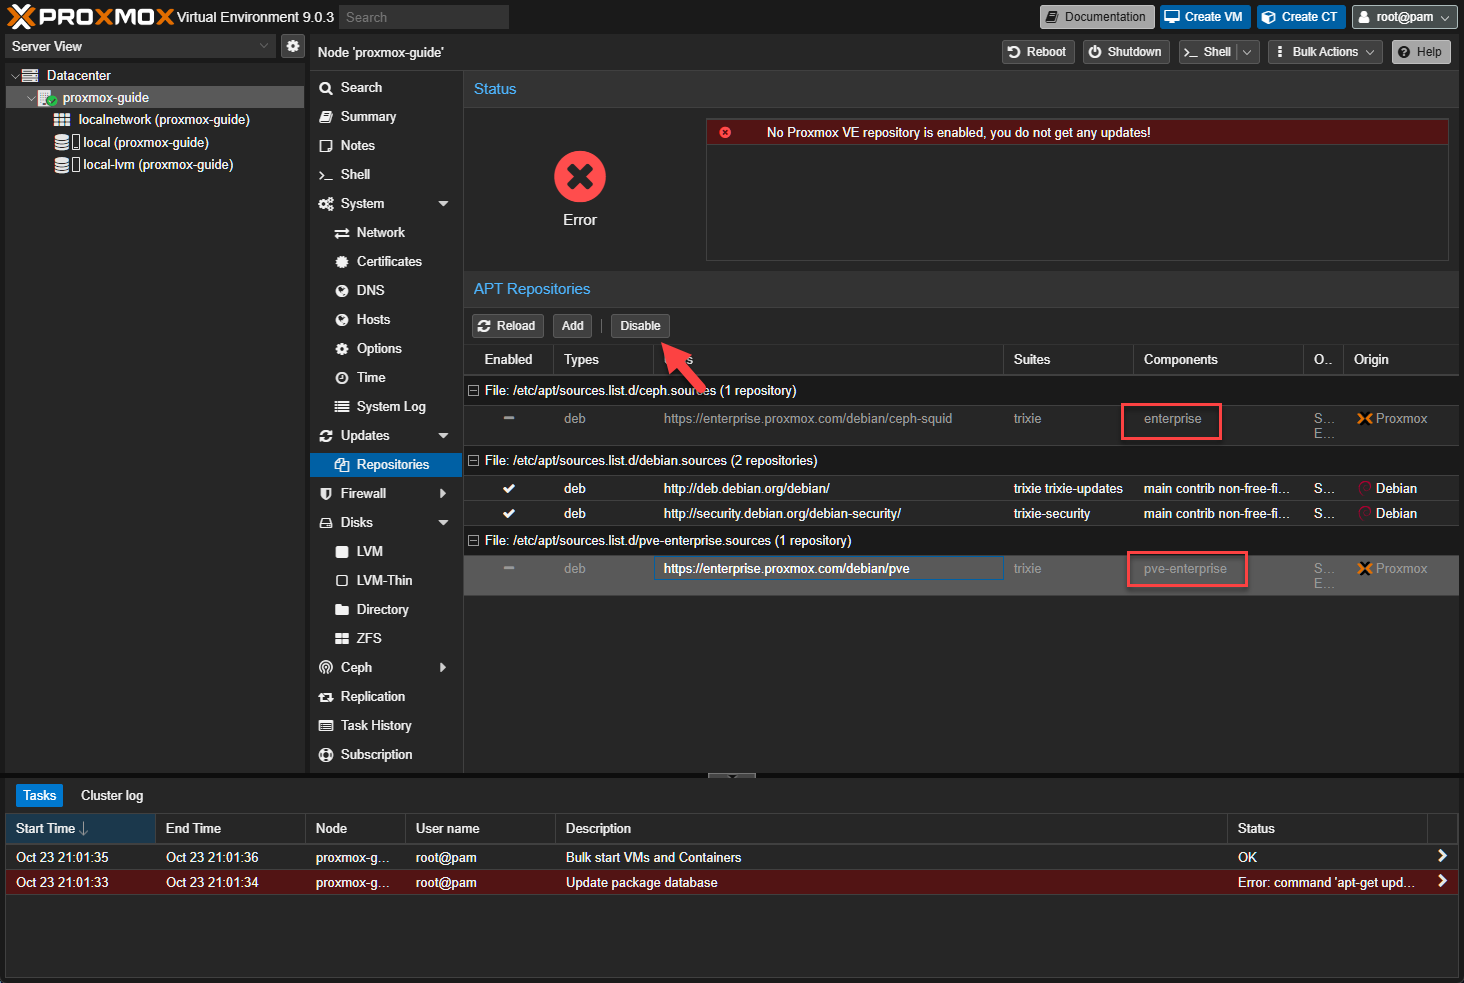 PROXMOX Virtual Environment 9.0.3 Search Documentation Create VM Create CT root@pam
Server View
Datacenter
proxmox-guide
localnetwork (proxmox-guide)
local (proxmox-guide)
local-lvm (proxmox-guide)
Node 'proxmox-guide' Reboot Shutdown Shell Bulk Actions Help
Search
Summary
Notes
Shell
System
Network
Certificates
DNS
Hosts
Options
Time
System Log
Updates
Repositories
Firewall
Disks
LVM
LVM-Thin
Directory
ZFS
Ceph
Replication
Task History
Subscription
Status
Error
No Proxmox VE repository is enabled, you do not get any updates!
APT Repositories
Reload Add Disable
Enabled Types Suites Components O.. Origin
File: /etc/apt/sources.list.d/ceph.sources (1 repository)
deb https://enterprise.proxmox.com/debian/ceph-squid trixie enterprise S... Proxmox
E...
File: /etc/apt/sources.list.d/debian.sources (2 repositories)
deb http://deb.debian.org/debian/ trixie trixie-updates main contrib non-free-fi... S... Debian
deb http://security.debian.org/debian-security/ trixie-security main contrib non-free-fi... S... Debian
File: /etc/apt/sources.list.d/pve-enterprise.sources (1 repository)
deb https://enterprise.proxmox.com/debian/pve trixie pve-enterprise S... Proxmox
E...
Tasks Cluster log
Start Time End Time Node User name Description Status
Oct 23 21:01:35 Oct 23 21:01:36 proxmox-g... root@pam Bulk start VMs and Containers OK
Oct 23 21:01:33 Oct 23 21:01:34 proxmox-g... root@pam Update package database Error: command 'apt-get upd...